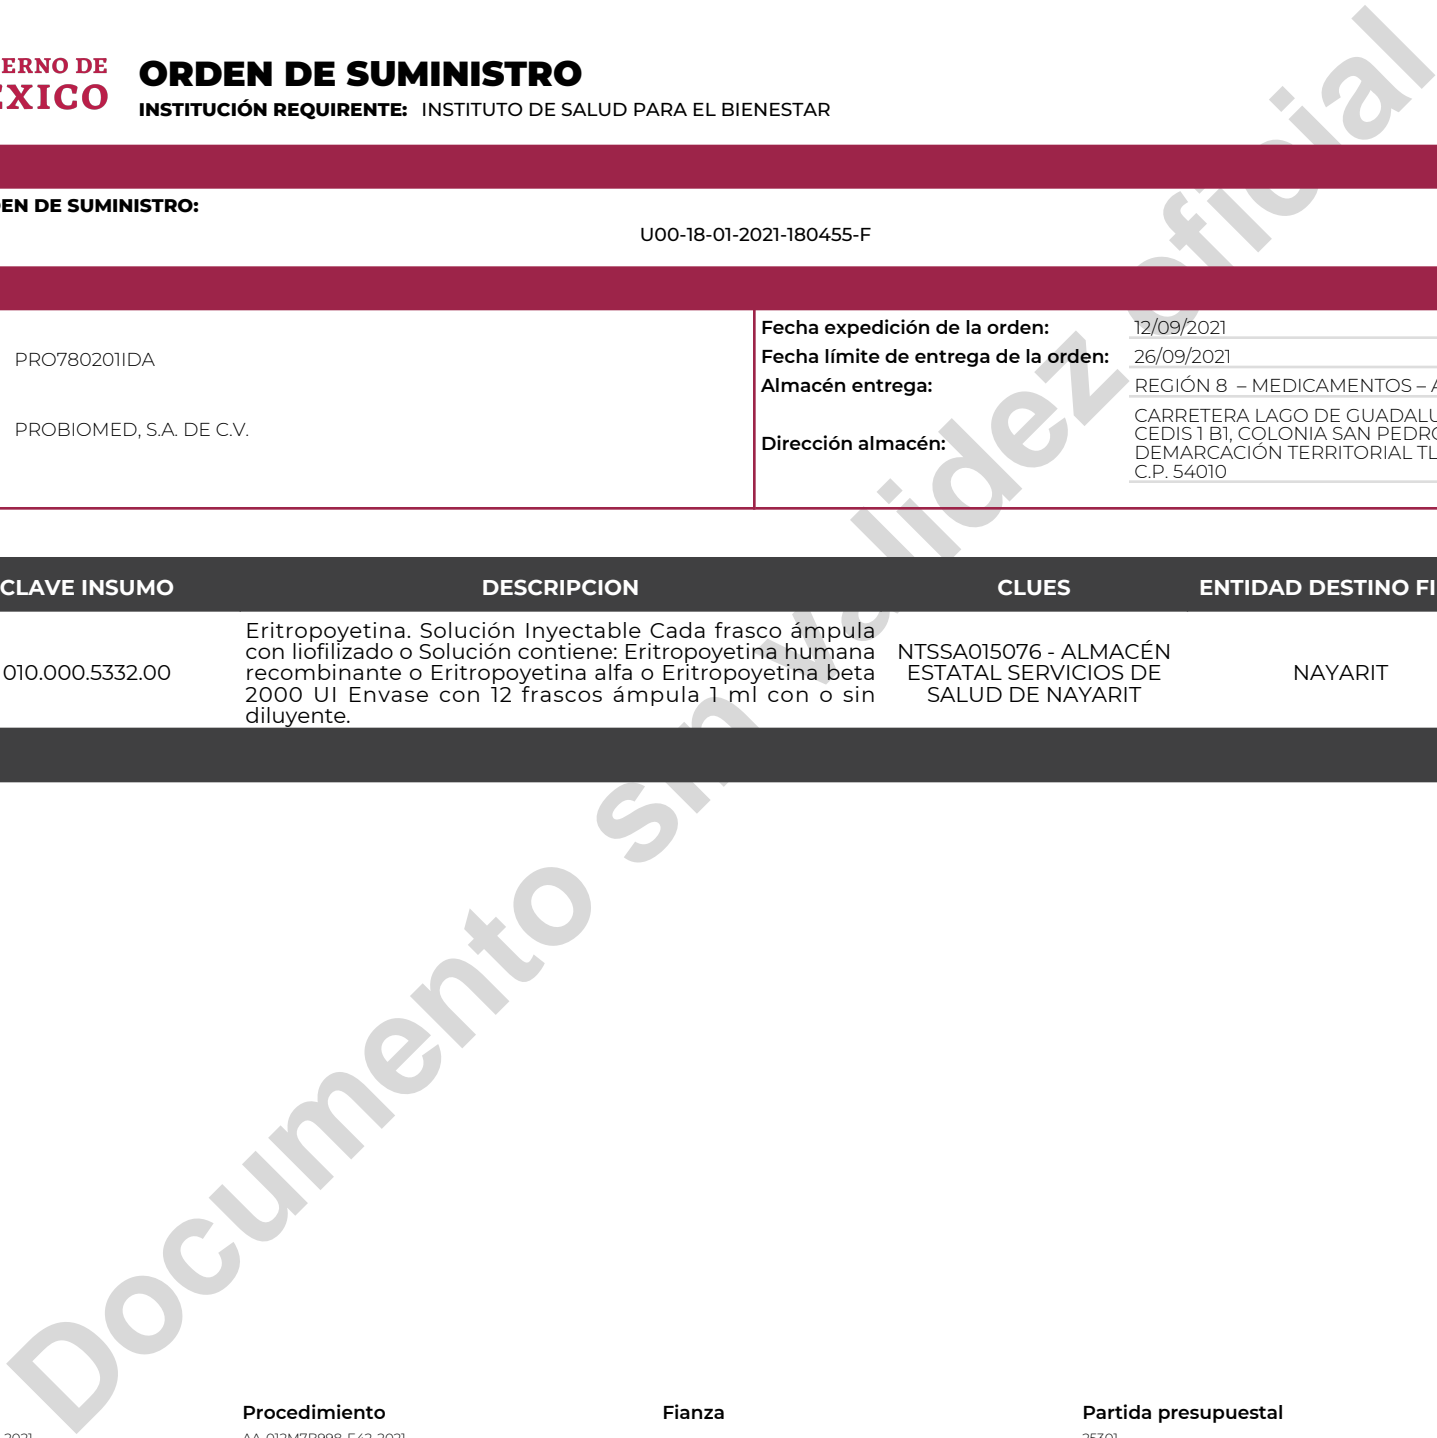 ERNO DE
ORDEN DE SUMINISTRO
INSTITUCIÓN REQUIRENTE: INSTITUTO DE SALUD PARA EL BIENESTAR
EN DE SUMINISTRO:
U00-18-01-2021-180455-F
PRO780201IDA
PROBIOMED, S.A. DE C.V.
Fecha expedición de la orden: 12/09/2021
Fecha límite de entrega de la orden: 26/09/2021
Almacén entrega: REGIÓN 8 – MEDICAMENTOS – A
Dirección almacén:
CARRETERA LAGO DE GUADALU
CEDIS 1 B1, COLONIA SAN PEDRO
DEMARCACIÓN TERRITORIAL TL
C.P. 54010
CLAVE INSUMO DESCRIPCION CLUES ENTIDAD DESTINO FI
010.000.5332.00
Eritropoyetina. Solución Inyectable Cada frasco ámpula
con liofilizado o Solución contiene: Eritropoyetina humana
recombinante o Eritropoyetina alfa o Eritropoyetina beta
2000 UI Envase con 12 frascos ámpula 1 ml con o sin
diluyente.
NTSSA015076 - ALMACÉN
ESTATAL SERVICIOS DE
SALUD DE NAYARIT
NAYARIT
Documento sin validez oficial
Procedimiento Fianza Partida presupuestal